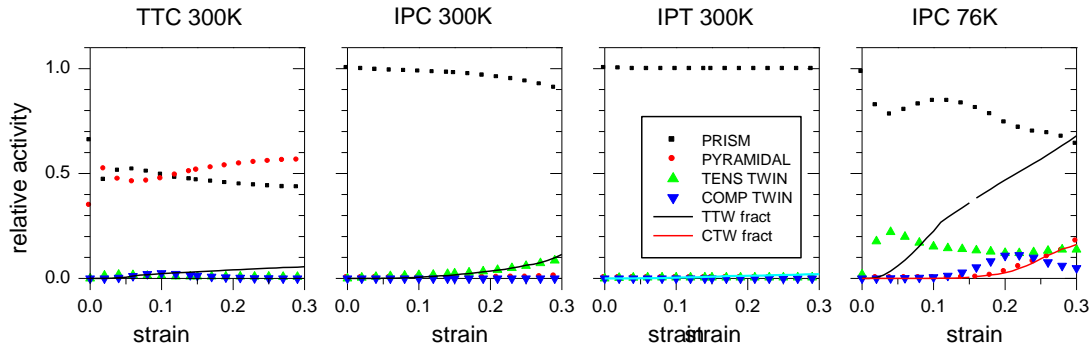 TTC 300K
IPC 300K
IPT 300K
IPC 76K
relative activity
1.0
0.5
0.0
PRISM
PYRAMIDAL
TENS TWIN
COMP TWIN
TTW fract
CTW fract
1.0
0.5
0.0
0.0 0.1 0.2 0.3
0.0 0.1 0.2 0.3
0.0 0.1 0.2 0.3
0.0 0.1 0.2 0.3
strain
strain
strain
strain
strain